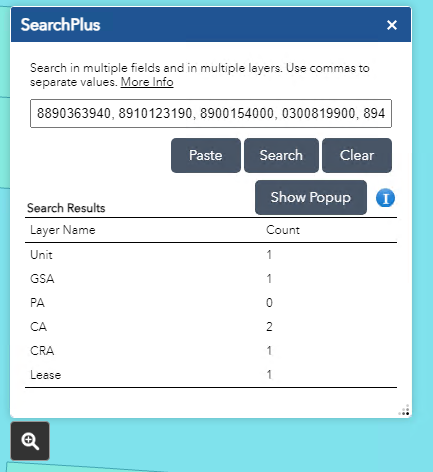 SearchPlus
Search in multiple fields and in multiple layers. Use commas to
separate values. More Info
8890363940, 8910123190, 8900154000, 0300819900, 894
Paste Search Clear
Show Popup
Search Results
Layer Name Count
Unit 1
GSA 1
PA 0
CA 2
CRA 1
Lease 1